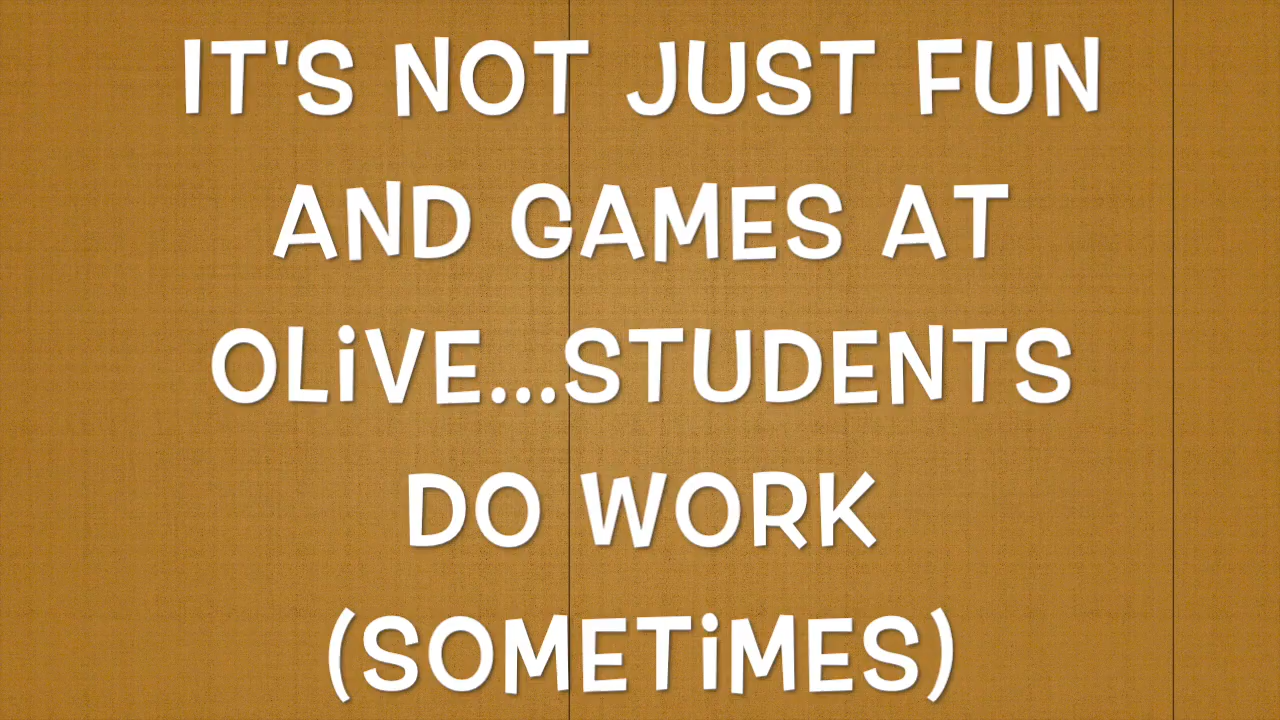 IT'S NOT JUST FUN
AND GAMES AT
OLiVE...STUDENTS
DO WORK
(SOMETiMES)